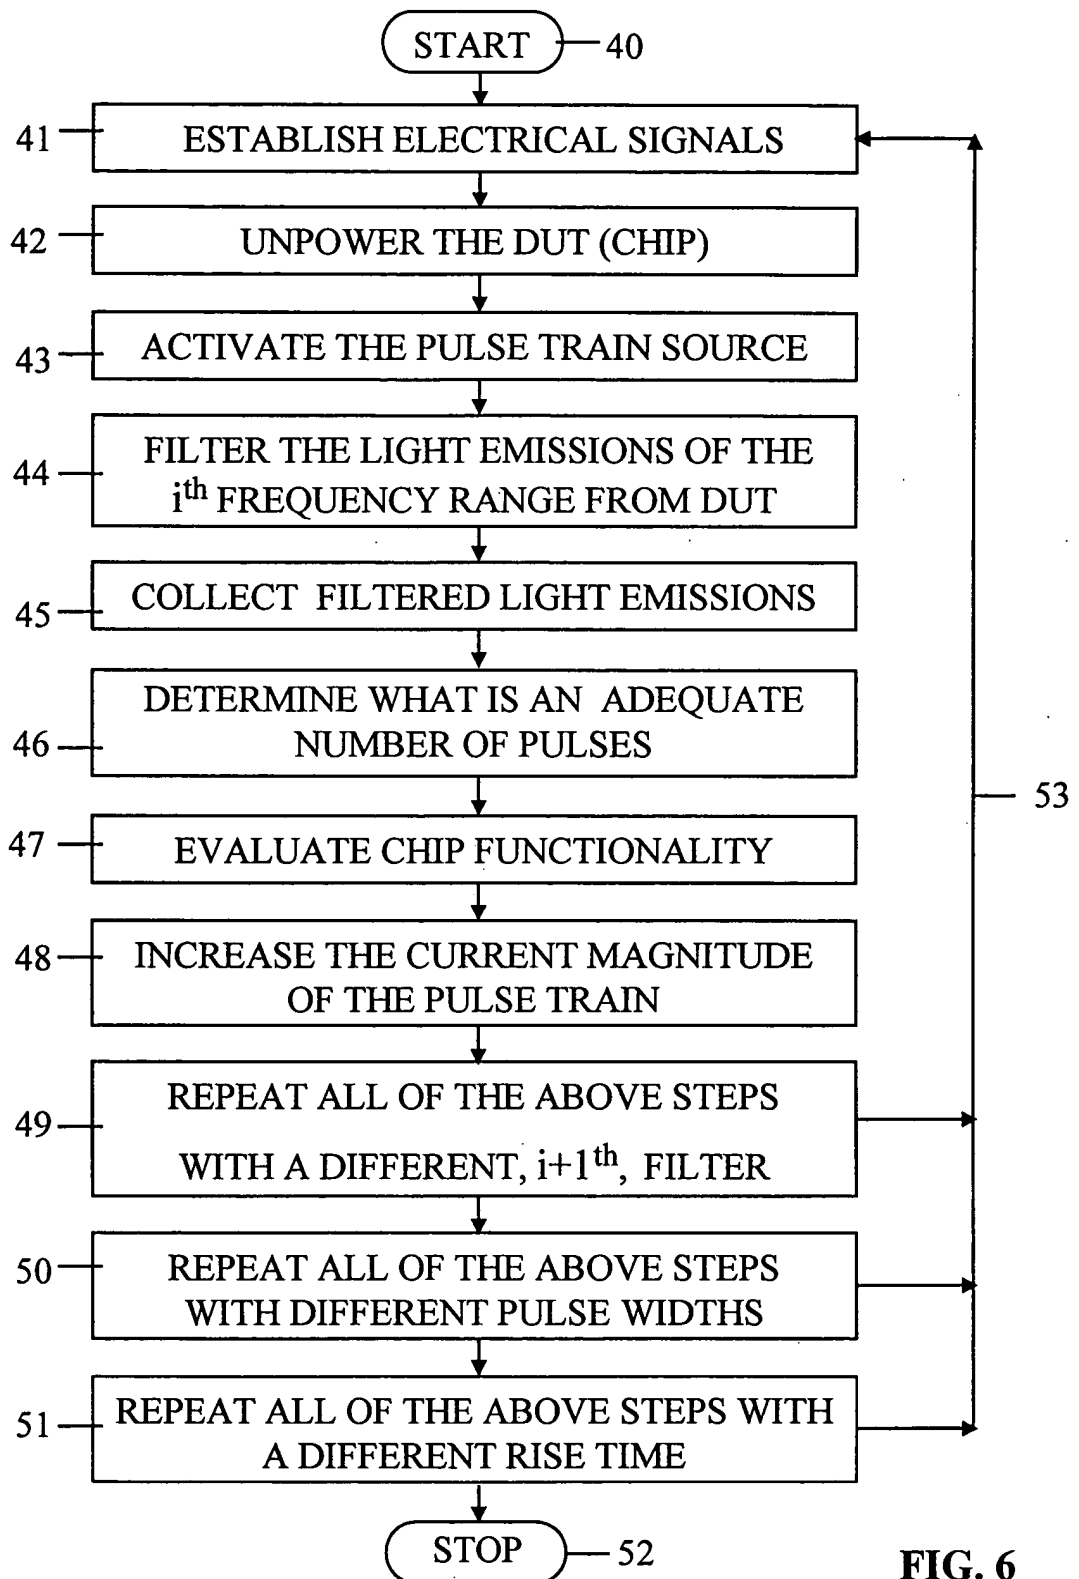 START
40
41
ESTABLISH ELECTRICAL SIGNALS
42
UNPOWER THE DUT (CHIP)
43
ACTIVATE THE PULSE TRAIN SOURCE
44
FILTER THE LIGHT EMISSIONS OF THE
ith FREQUENCY RANGE FROM DUT
45
COLLECT FILTERED LIGHT EMISSIONS
46
DETERMINE WHAT IS AN ADEQUATE
NUMBER OF PULSES
53
47
EVALUATE CHIP FUNCTIONALITY
48
INCREASE THE CURRENT MAGNITUDE
OF THE PULSE TRAIN
49
REPEAT ALL OF THE ABOVE STEPS
WITH A DIFFERENT, i+1th, FILTER
50
REPEAT ALL OF THE ABOVE STEPS
WITH DIFFERENT PULSE WIDTHS
51
REPEAT ALL OF THE ABOVE STEPS WITH
A DIFFERENT RISE TIME
STOP
52
FIG. 6